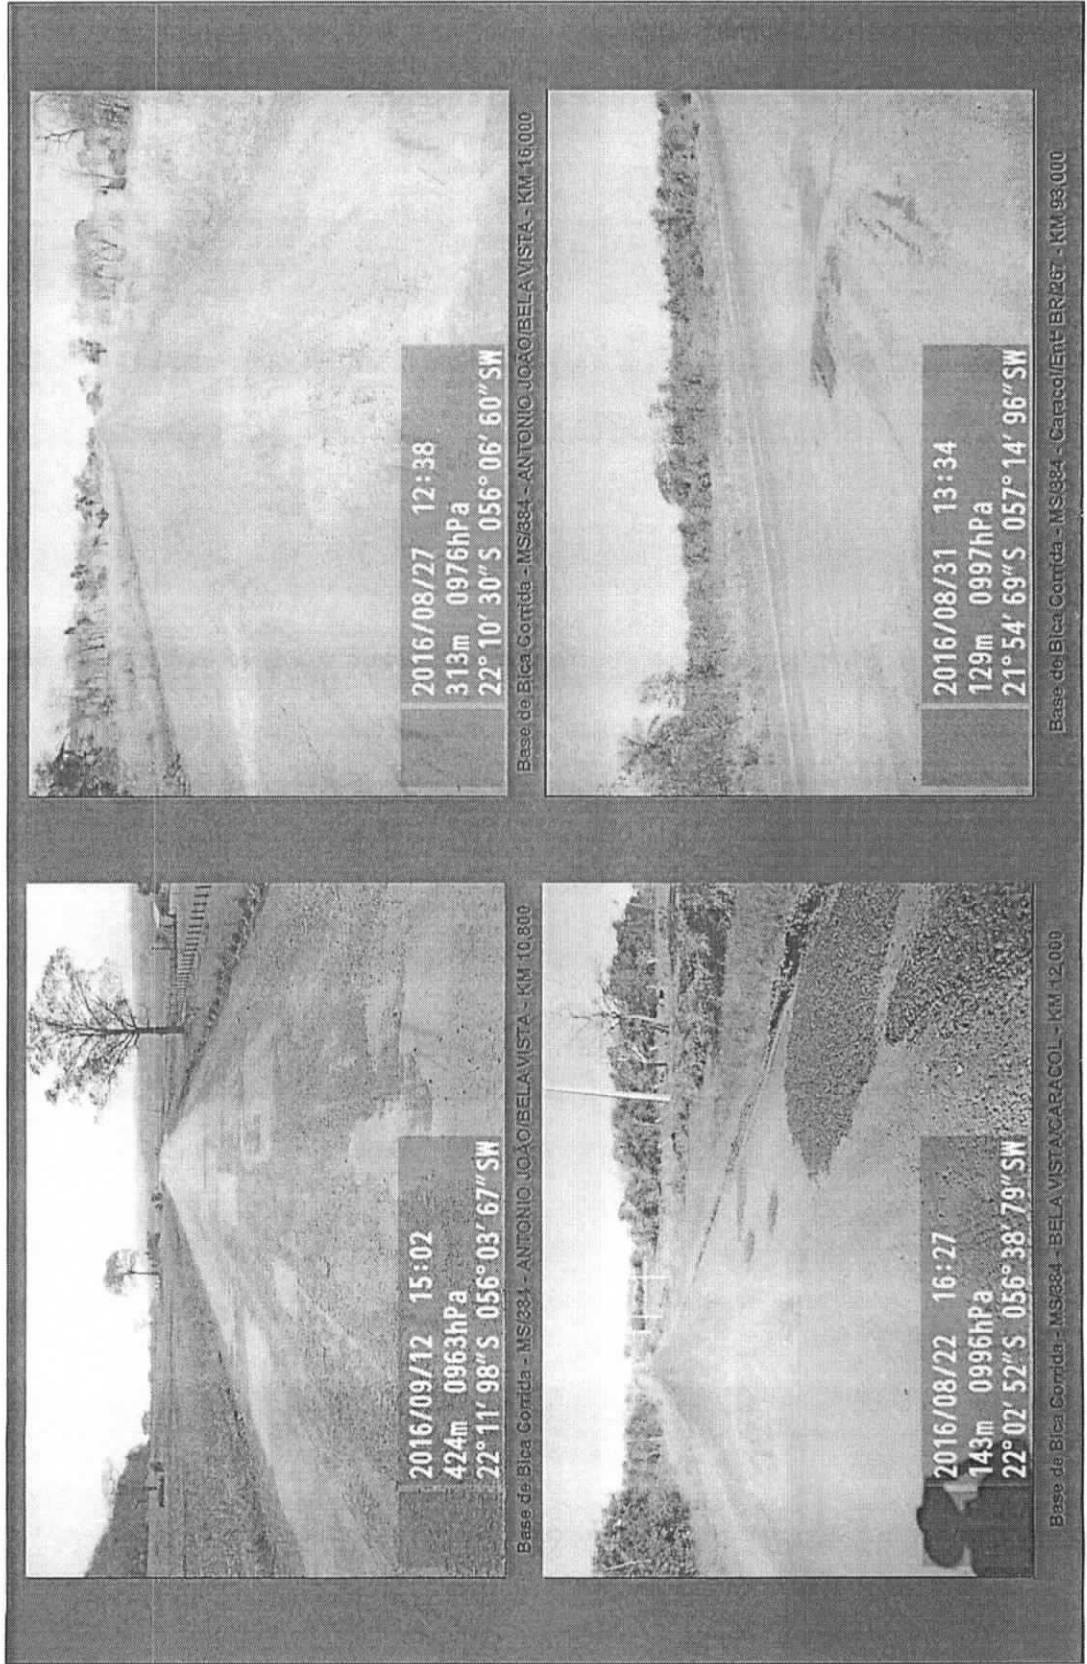 2016/09/12 15:02
424m 0963hPa
22°11'98"S 056°03'67"SW
Base de Bica Corrida - MS/384 - ANTONIO JOÃO/BELA VISTA - KM 10,800
2016/08/27 12:38
313m 0976hPa
22°10'30"S 056°06'60"SW
Base de Bica Corrida - MS/384 - ANTONIO JOÃO/BELA VISTA - KM 16,000
2016/08/22 16:27
143m 0996hPa
22°02'52"S 056°38'79"SW
Base de Bica Corrida - MS/384 - BELA VISTA/CARACOL - KM 12,000
2016/08/31 13:34
129m 0997hPa
21°54'69"S 057°14'96"SW
Base de Bica Corrida - MS/384 - Caracol/Entº BR/267 - KM 93,000